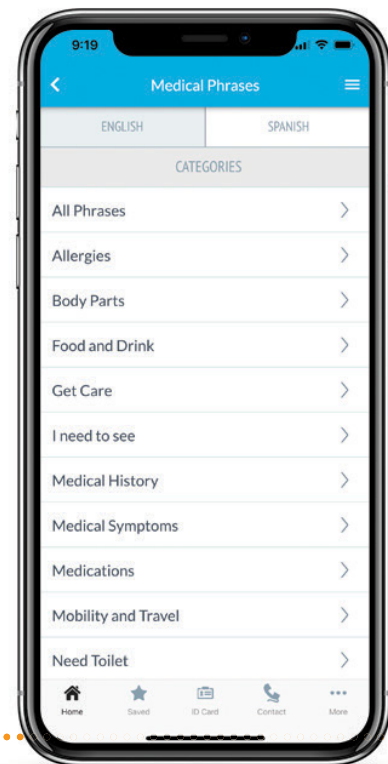 9:19
Medical Phrases
ENGLISH SPANISH
CATEGORIES
All Phrases
Allergies
Body Parts
Food and Drink
Get Care
I need to see
Medical History
Medical Symptoms
Medications
Mobility and Travel
Need Toilet
Home Saved ID Card Contact More